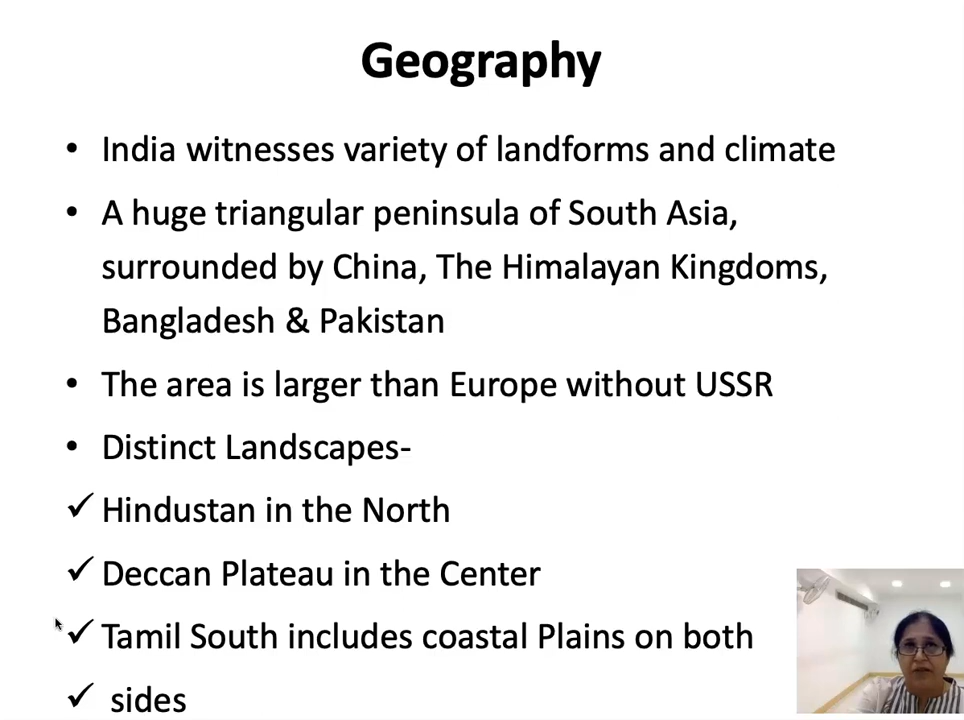 Geography
• India witnesses variety of landforms and climate
• A huge triangular peninsula of South Asia,
surrounded by China, The Himalayan Kingdoms,
Bangladesh & Pakistan
• The area is larger than Europe without USSR
• Distinct Landscapes-
✓ Hindustan in the North
✓ Deccan Plateau in the Center
✓ Tamil South includes coastal Plains on both
✓ sides